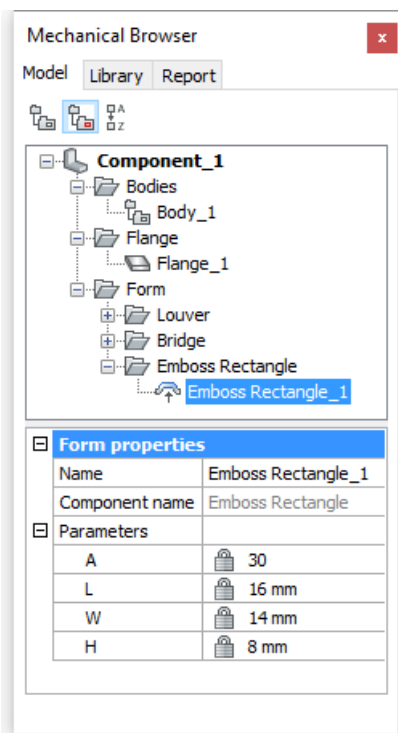 Mechanical Browser
x
Model Library Report
A
Z
Component_1
Bodies
Body_1
Flange
Flange_1
Form
Louver
Bridge
Emboss Rectangle
Emboss Rectangle_1
Form properties
Name Emboss Rectangle_1
Component name Emboss Rectangle
Parameters
A 30
L 16 mm
W 14 mm
H 8 mm